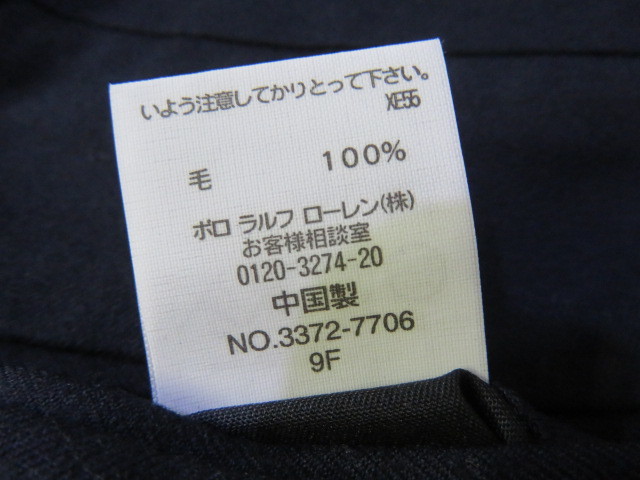 いよう注意してかりとって下さい。
XE55
毛 100%
ポロ ラルフ ローレン(株)
お客様相談室
0120-3274-20
中国製
NO.3372-7706
9F